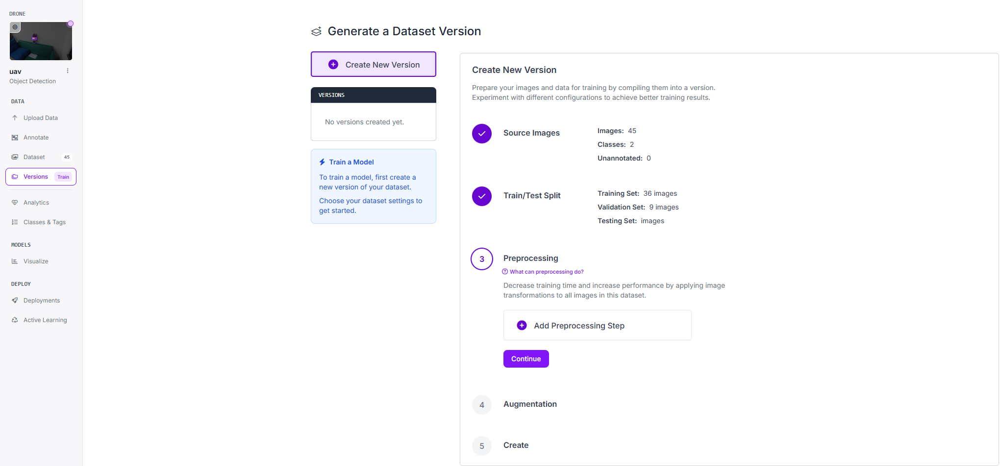 DRONE
uav
Object Detection
DATA
Upload Data
Annotate
Dataset 45
Versions Train
Analytics
Classes & Tags
MODELS
Visualize
DEPLOY
Deployments
Active Learning
Generate a Dataset Version
Create New Version
VERSIONS
No versions created yet.
Train a Model
To train a model, first create a
new version of your dataset.
Choose your dataset settings to
get started.
Create New Version
Prepare your images and data for training by compiling them into a version.
Experiment with different configurations to achieve better training results.
Source Images
Images: 45
Classes: 2
Unannotated: 0
Train/Test Split
Training Set: 36 images
Validation Set: 9 images
Testing Set: images
3 Preprocessing
What can preprocessing do?
Decrease training time and increase performance by applying image
transformations to all images in this dataset.
Add Preprocessing Step
Continue
4 Augmentation
5 Create